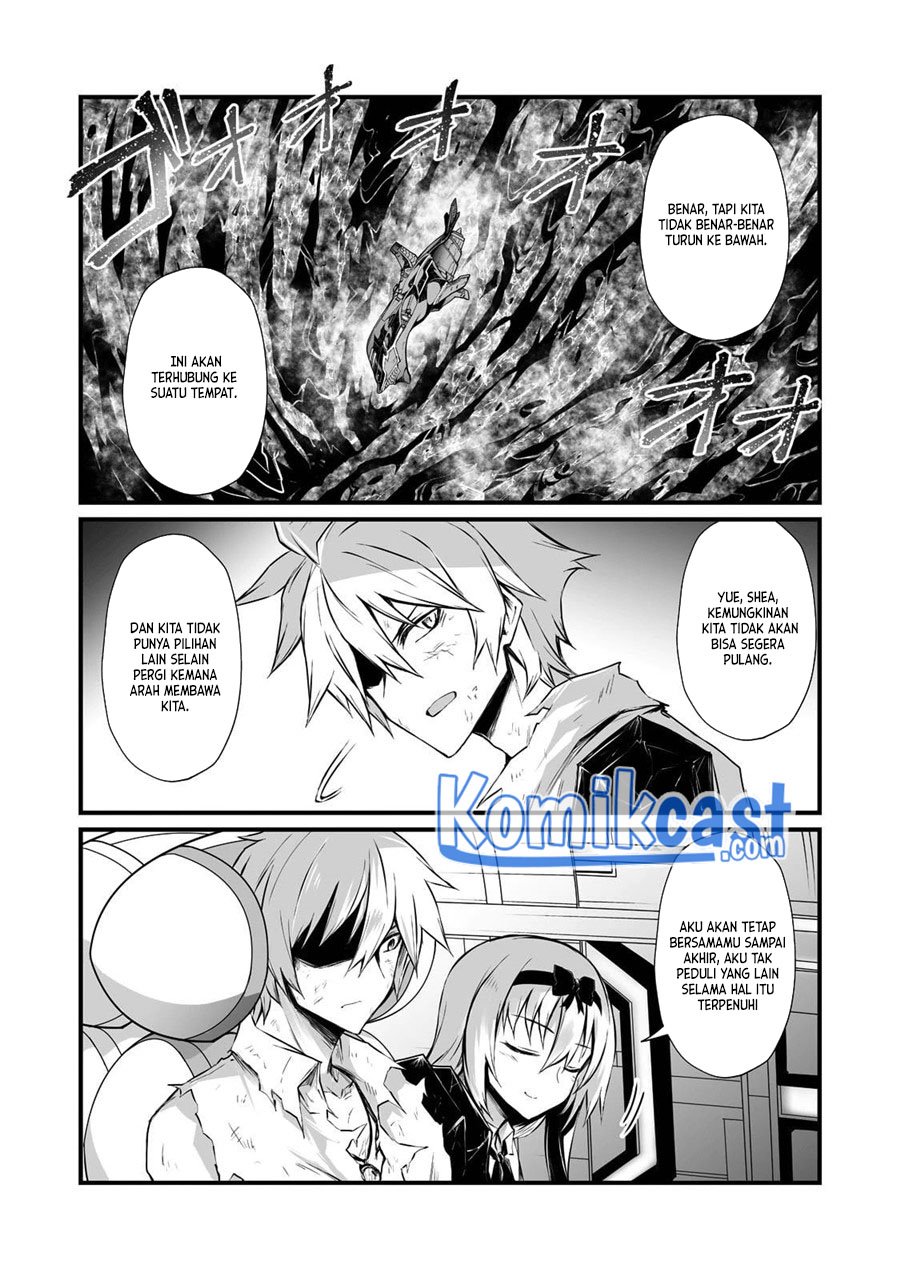 ゴオオオオ
BENAR, TAPI KITA
TIDAK BENAR-BENAR
TURUN KE BAWAH.
INI AKAN
TERHUBUNG KE
SUATU TEMPAT.
オオ
YUE, SHEA,
KEMUNGKINAN
KITA TIDAK AKAN
BISA SEGERA
PULANG.
DAN KITA TIDAK
PUNYA PILIHAN
LAIN SELAIN
PERGI KEMANA
ARAH MEMBAWA
KITA.
Komikcast
.com
AKU AKAN TETAP
BERSAMAMU SAMPAI
AKHIR, AKU TAK
PEDULI YANG LAIN
SELAMA HAL ITU
TERPENUHI